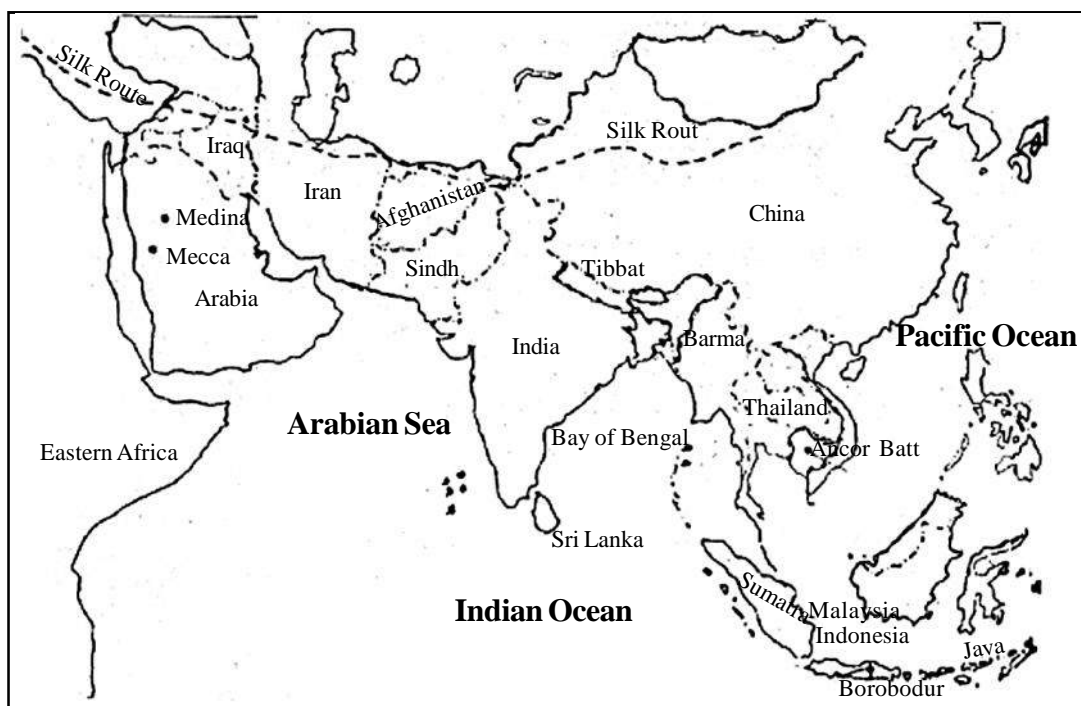 Silk Route
Silk Rout
Iraq
Iran
Afghanistan
China
Medina
Mecca
Sindh
Tibbat
Arabia
India
Barma
Pacific Ocean
Thailand
Arabian Sea
Bay of Bengal
Ancor Batt
Eastern Africa
Sri Lanka
Sumatra
Indian Ocean
Malaysia
Indonesia
Java
Borobodur